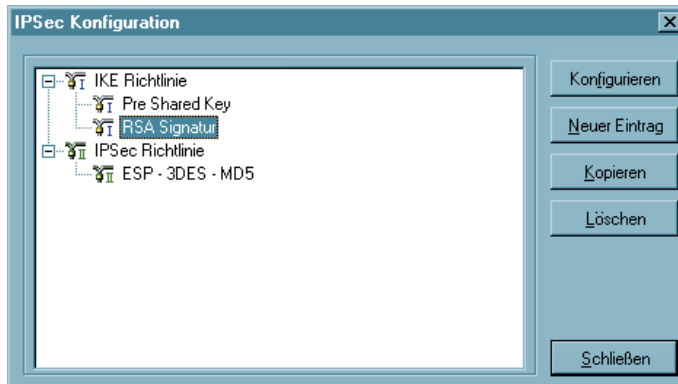 IPSec Konfiguration
IKE Richtlinie
Pre Shared Key
RSA Signatur
IPSec Richtlinie
ESP - 3DES - MD5
Konfigurieren
Neuer Eintrag
Kopieren
Löschen
Schließen